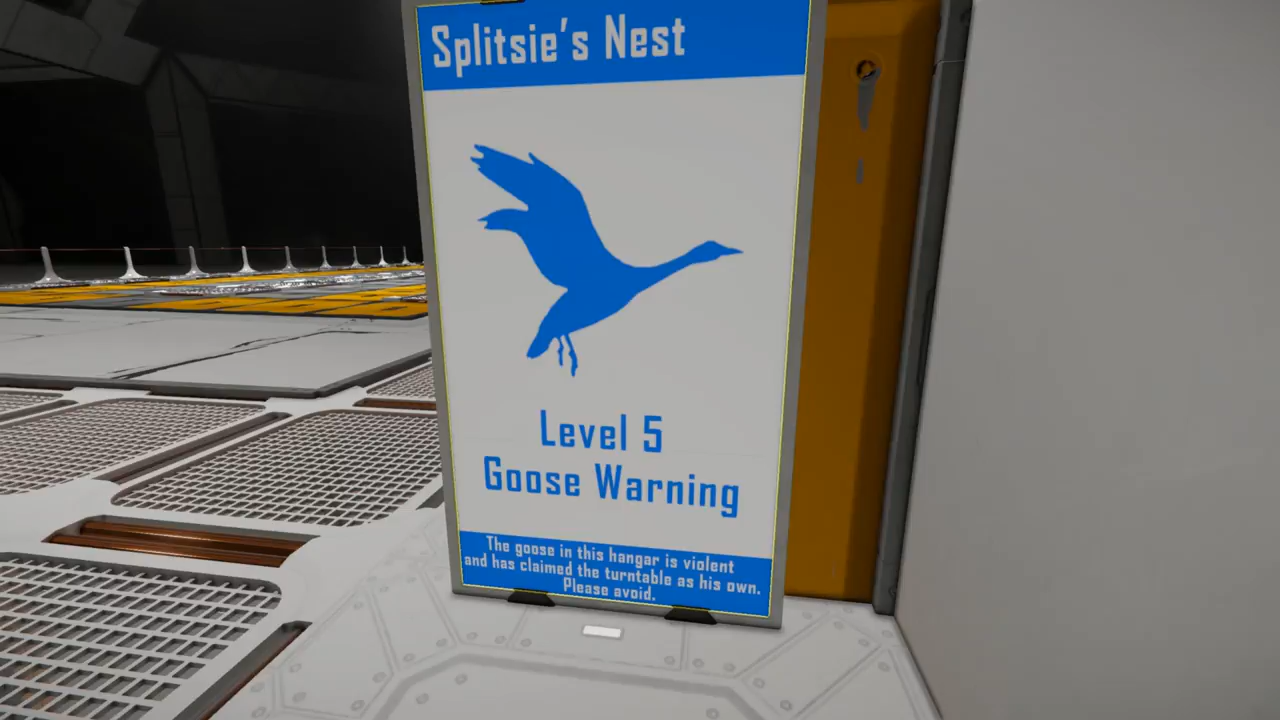 Splitsie's Nest
Level 5
Goose Warning
The goose in this hangar is violent
and has claimed the turntable as his own.
Please avoid.